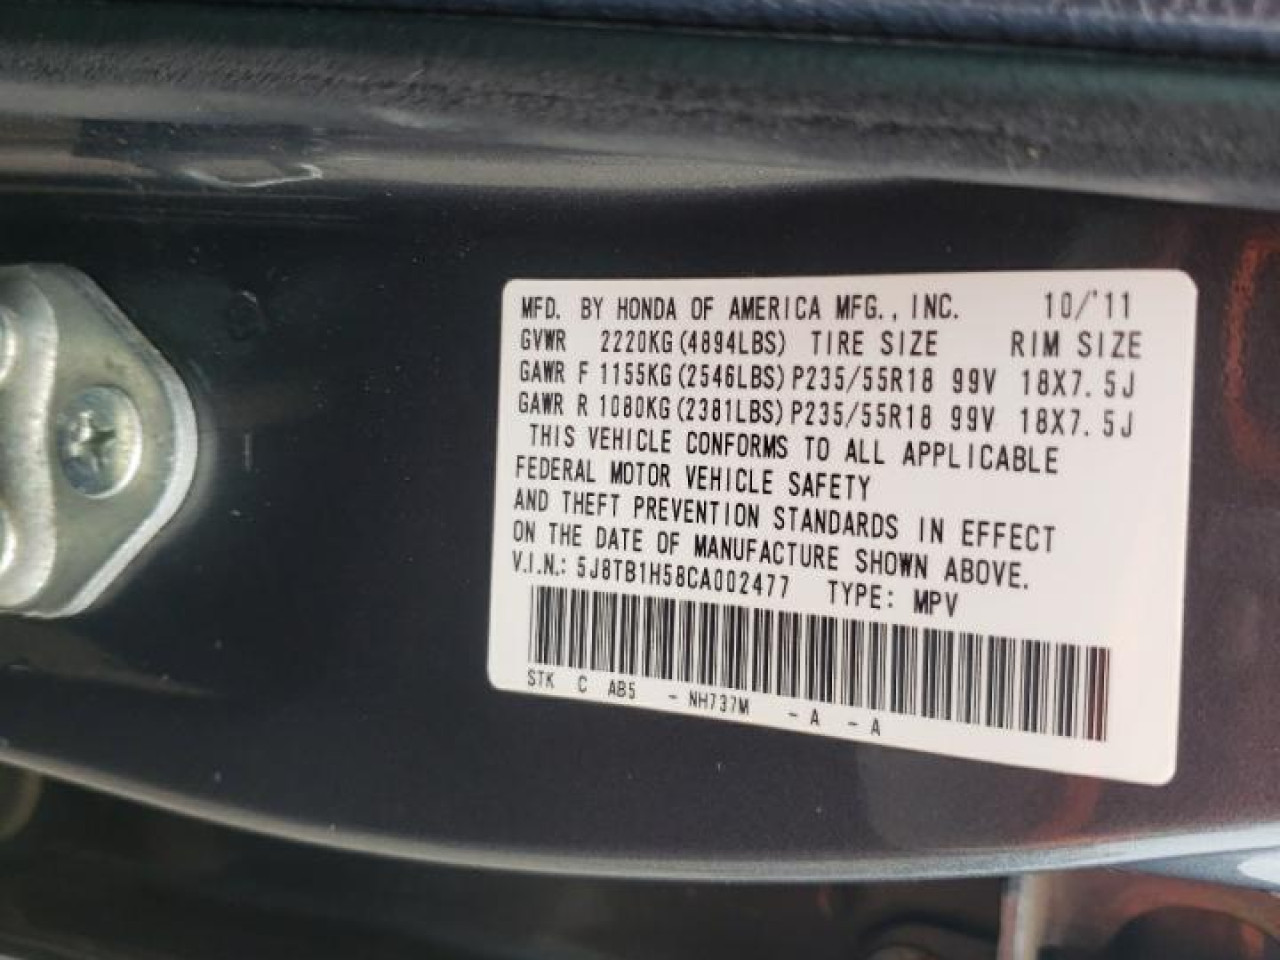 MFD. BY HONDA OF AMERICA MFG., INC. 10/'11
GVWR 2220KG(4894LBS) TIRE SIZE RIM SIZE
GAWR F 1155KG(2546LBS) P235/55R18 99V 18X7.5J
GAWR R 1080KG(2381LBS) P235/55R18 99V 18X7.5J
THIS VEHICLE CONFORMS TO ALL APPLICABLE
FEDERAL MOTOR VEHICLE SAFETY
AND THEFT PREVENTION STANDARDS IN EFFECT
ON THE DATE OF MANUFACTURE SHOWN ABOVE.
V.I.N.: 5J8TB1H58CA002477 TYPE: MPV
STK C AB5 - NH737M - A - A